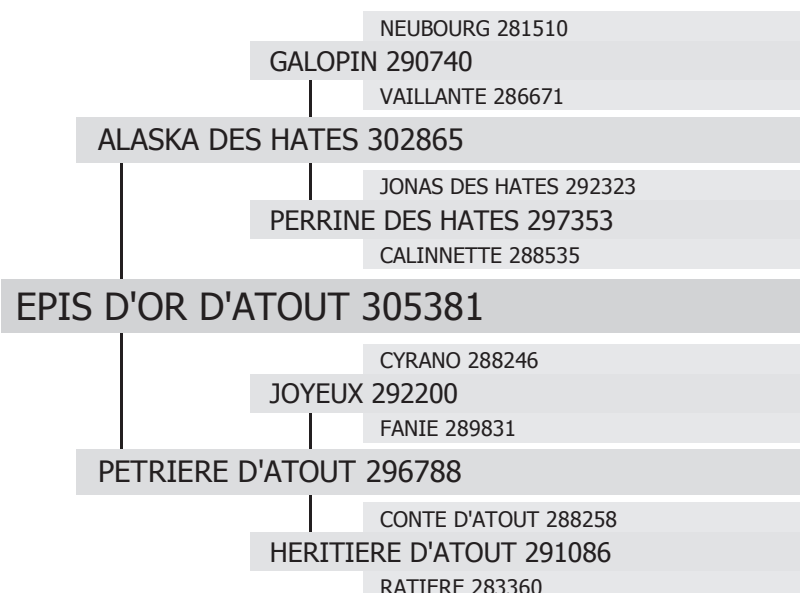 NEUBOURG 281510
GALOPIN 290740
VAILLANTE 286671
ALASKA DES HATES 302865
JONAS DES HATES 292323
PERRINE DES HATES 297353
CALINNETTE 288535
EPIS D'OR D'ATOUT 305381
CYRANO 288246
JOYEUX 292200
FANIE 289831
PETRIERE D'ATOUT 296788
CONTE D'ATOUT 288258
HERITIERE D'ATOUT 291086
RATIERE 283360